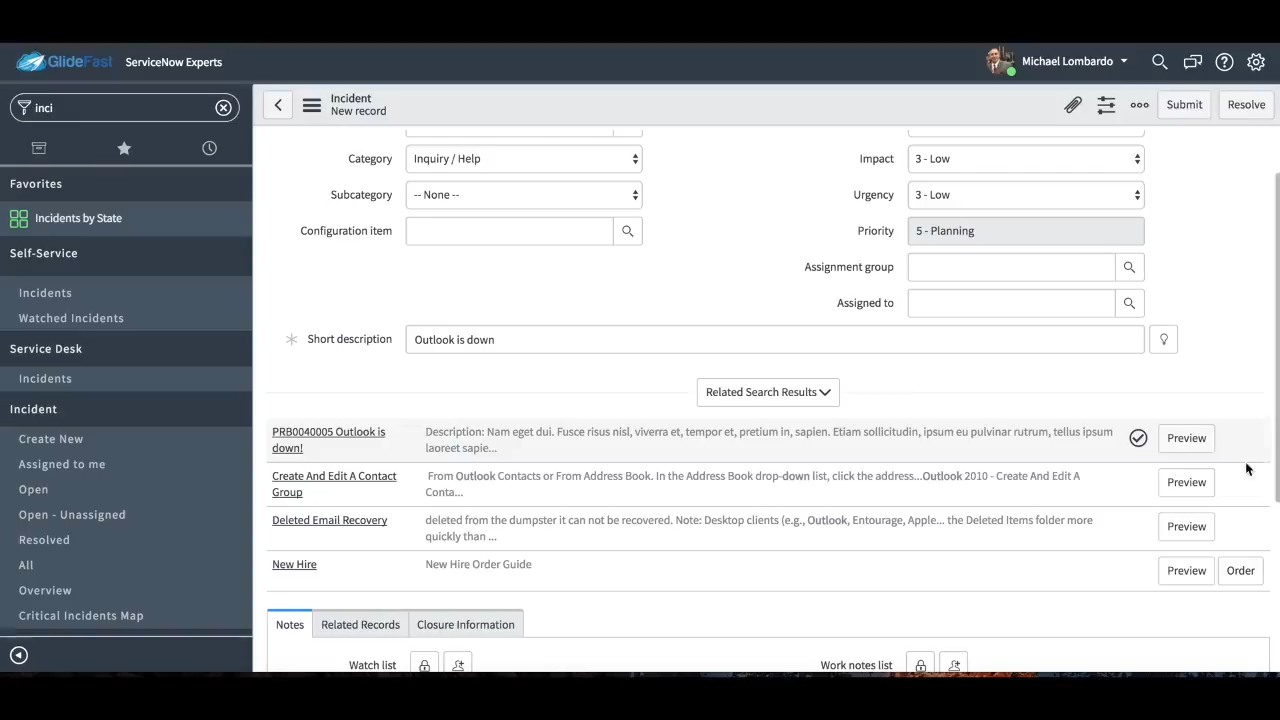 GlideFast
ServiceNow Experts
Michael Lombardo
inci
Incident
New record
Submit
Resolve
Favorites
Incidents by State
Self-Service
Incidents
Watched Incidents
Service Desk
Incidents
Incident
Create New
Assigned to me
Open
Open - Unassigned
Resolved
All
Overview
Critical Incidents Map
Category
Inquiry / Help
Impact
3 - Low
Subcategory
-- None --
Urgency
3 - Low
Configuration item
Priority
5 - Planning
Assignment group
Assigned to
Short description
Outlook is down
Related Search Results
PRB0040005 Outlook is
down!
Description: Nam eget dui. Fusce risus nisl, viverra et, tempor et, pretium in, sapien. Etiam sollicitudin, ipsum eu pulvinar rutrum, tellus ipsum
laoreet sapie...
Preview
Create And Edit A Contact
Group
From Outlook Contacts or From Address Book. In the Address Book drop-down list, click the address...Outlook 2010 - Create And Edit A
Conta...
Preview
Deleted Email Recovery
deleted from the dumpster it can not be recovered. Note: Desktop clients (e.g., Outlook, Entourage, Apple... the Deleted Items folder more
quickly than ...
Preview
New Hire
New Hire Order Guide
Preview
Order
Notes
Related Records
Closure Information
Watch list
Work notes list